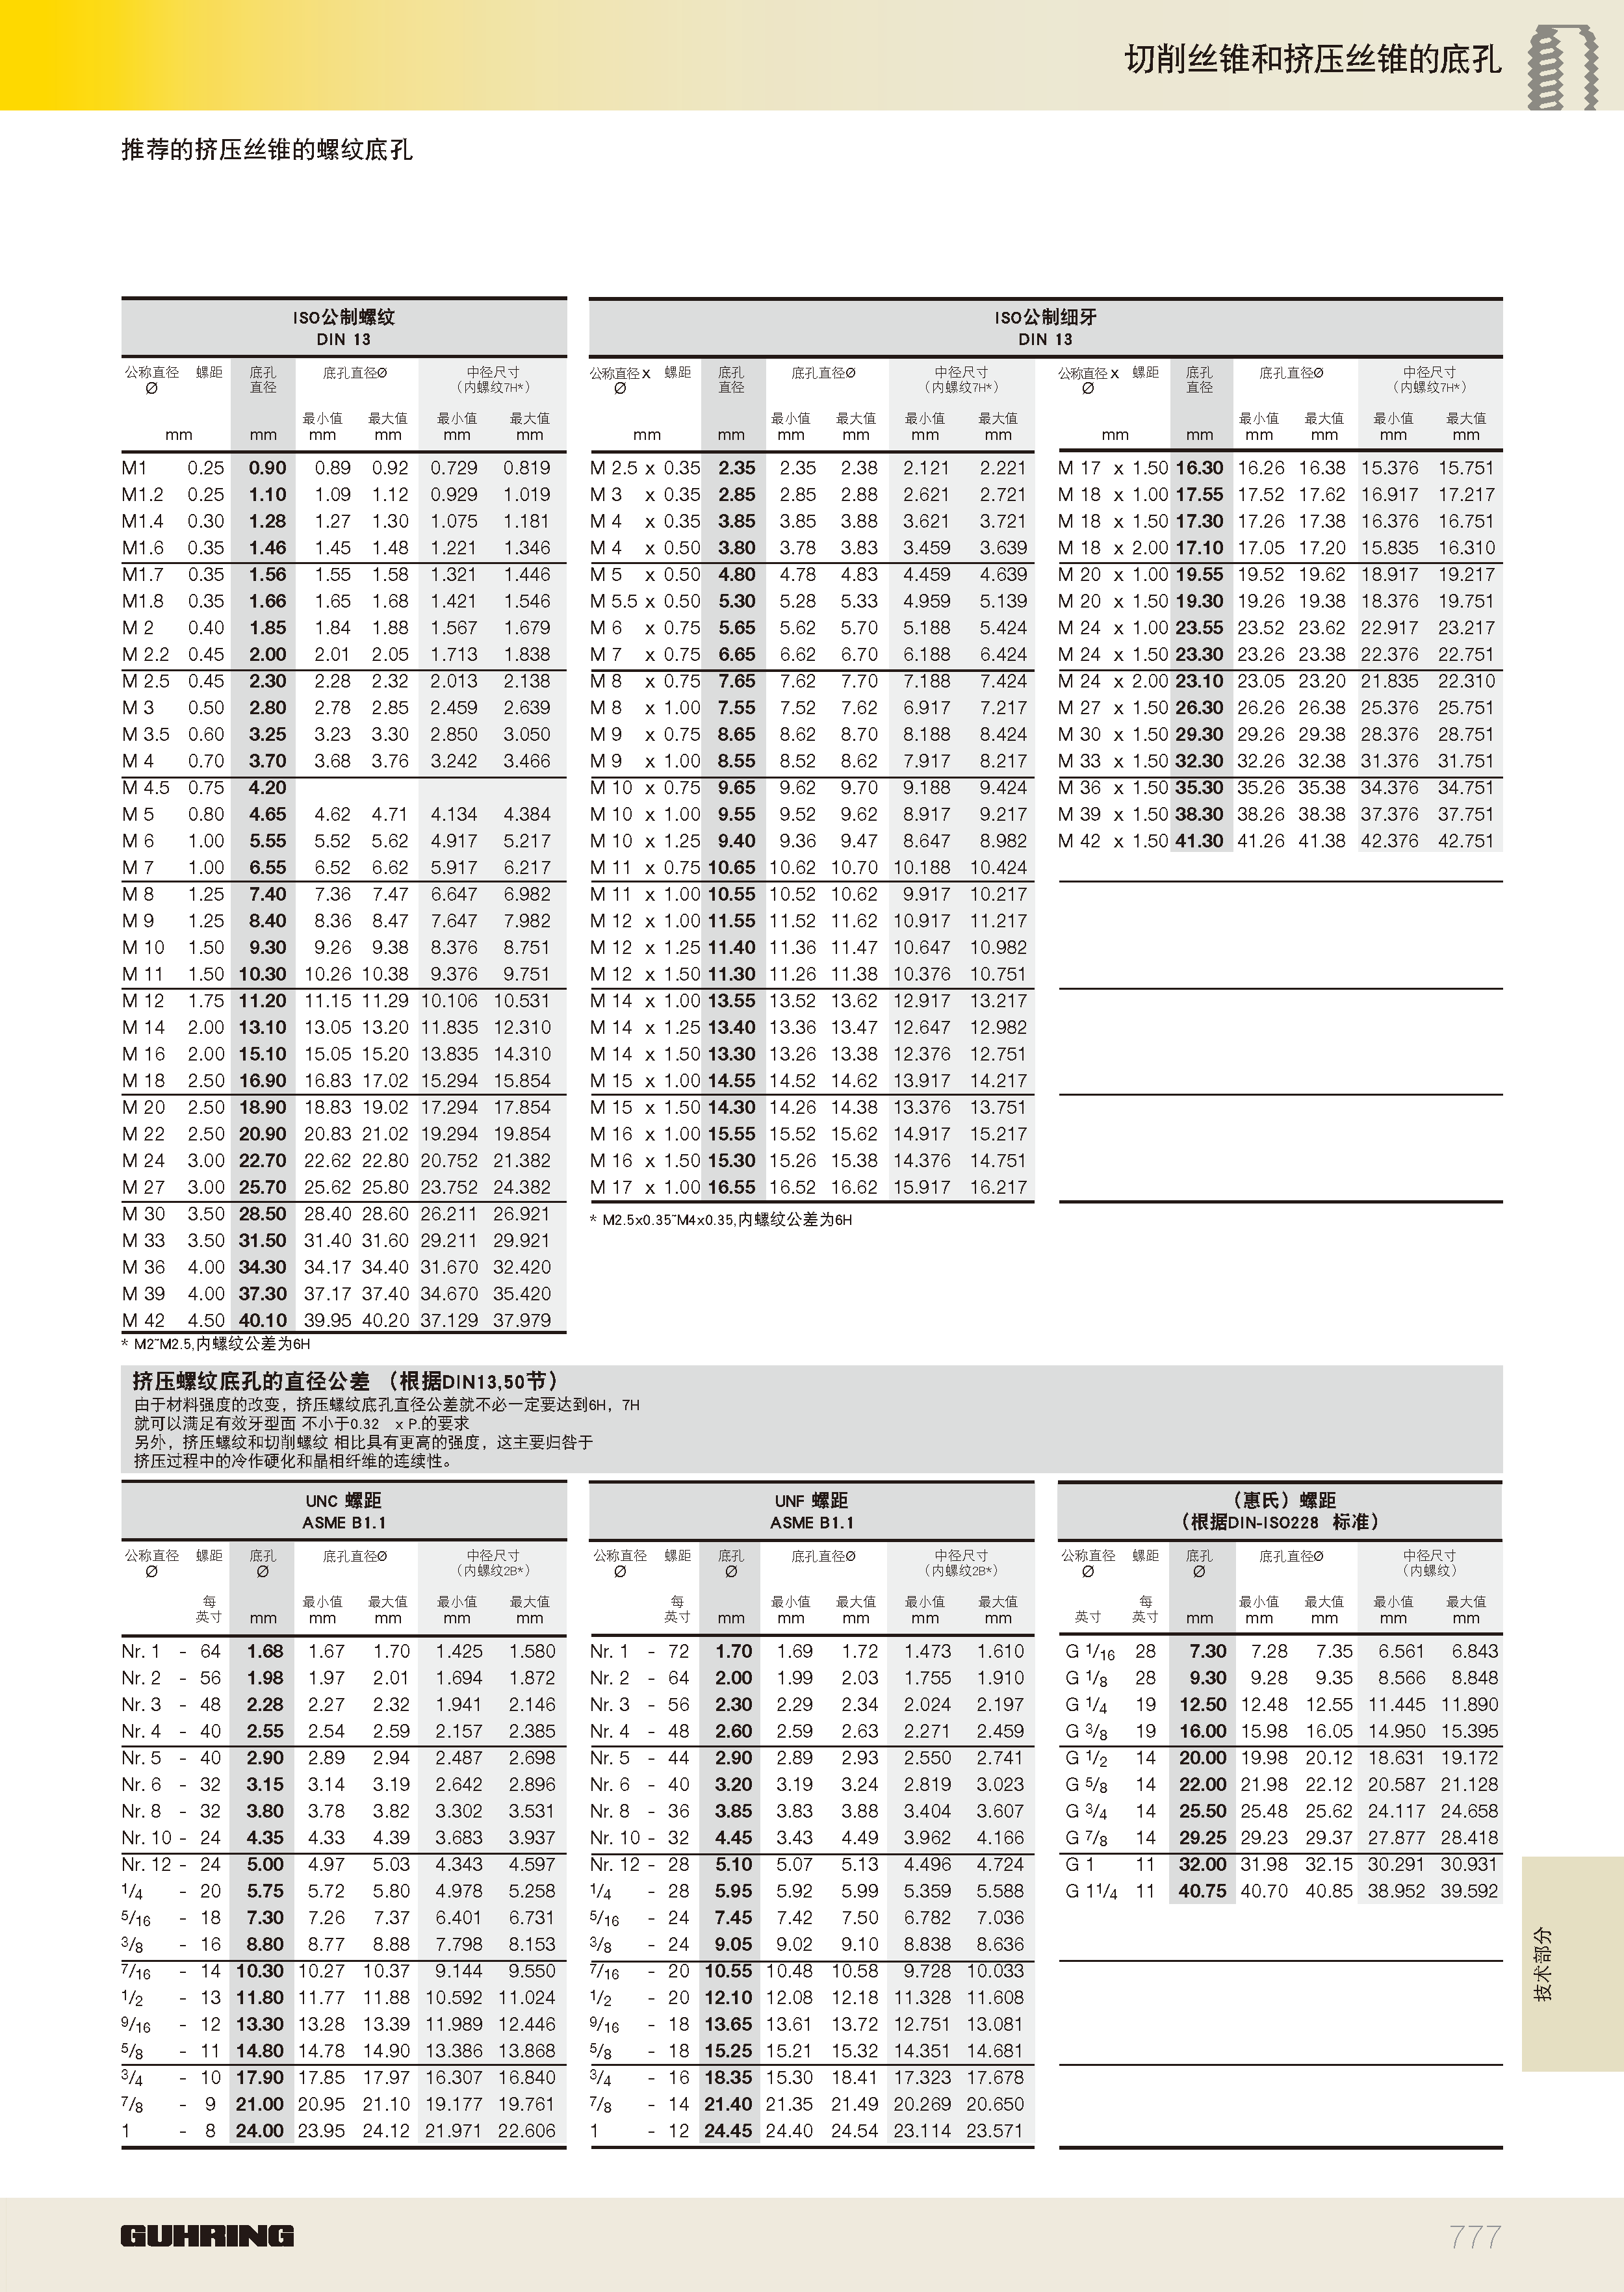 切削丝锥和挤压丝锥的底孔
推荐的挤压丝锥的螺纹底孔
ISO公制螺纹
DIN 13
公称直径 螺距 底孔 底孔直径Ø 中径尺寸
Ø 直径 （内螺纹7H*）
最小值 最大值 最小值 最大值
mm mm mm mm mm mm
M1 0.25 0.90 0.89 0.92 0.729 0.819
M1.2 0.25 1.10 1.09 1.12 0.929 1.019
M1.4 0.30 1.28 1.27 1.30 1.075 1.181
M1.6 0.35 1.46 1.45 1.48 1.221 1.346
M1.7 0.35 1.56 1.55 1.58 1.321 1.446
M1.8 0.35 1.66 1.65 1.68 1.421 1.546
M 2 0.40 1.85 1.84 1.88 1.567 1.679
M 2.2 0.45 2.00 2.01 2.05 1.713 1.838
M 2.5 0.45 2.30 2.28 2.32 2.013 2.138
M 3 0.50 2.80 2.78 2.85 2.459 2.639
M 3.5 0.60 3.25 3.23 3.30 2.850 3.050
M 4 0.70 3.70 3.68 3.76 3.242 3.466
M 4.5 0.75 4.20
M 5 0.80 4.65 4.62 4.71 4.134 4.384
M 6 1.00 5.55 5.52 5.62 4.917 5.217
M 7 1.00 6.55 6.52 6.62 5.917 6.217
M 8 1.25 7.40 7.36 7.47 6.647 6.982
M 9 1.25 8.40 8.36 8.47 7.647 7.982
M 10 1.50 9.30 9.26 9.38 8.376 8.751
M 11 1.50 10.30 10.26 10.38 9.376 9.751
M 12 1.75 11.20 11.15 11.29 10.106 10.531
M 14 2.00 13.10 13.05 13.20 11.835 12.310
M 16 2.00 15.10 15.05 15.20 13.835 14.310
M 18 2.50 16.90 16.83 17.02 15.294 15.854
M 20 2.50 18.90 18.83 19.02 17.294 17.854
M 22 2.50 20.90 20.83 21.02 19.294 19.854
M 24 3.00 22.70 22.62 22.80 20.752 21.382
M 27 3.00 25.70 25.62 25.80 23.752 24.382
M 30 3.50 28.50 28.40 28.60 26.211 26.921
M 33 3.50 31.50 31.40 31.60 29.211 29.921
M 36 4.00 34.30 34.17 34.40 31.670 32.420
M 39 4.00 37.30 37.17 37.40 34.670 35.420
M 42 4.50 40.10 39.95 40.20 37.129 37.979
* M2~M2.5,内螺纹公差为6H
ISO公制细牙
DIN 13
公称直径 x 螺距 底孔 底孔直径Ø 中径尺寸
Ø 直径 （内螺纹7H*）
最小值 最大值 最小值 最大值
mm mm mm mm mm mm
M 2.5 x 0.35 2.35 2.35 2.38 2.121 2.221
M 3 x 0.35 2.85 2.85 2.88 2.621 2.721
M 4 x 0.35 3.85 3.85 3.88 3.621 3.721
M 4 x 0.50 3.80 3.78 3.83 3.459 3.639
M 5 x 0.50 4.80 4.78 4.83 4.459 4.639
M 5.5 x 0.50 5.30 5.28 5.33 4.959 5.139
M 6 x 0.75 5.65 5.62 5.70 5.188 5.424
M 7 x 0.75 6.65 6.62 6.70 6.188 6.424
M 8 x 0.75 7.65 7.62 7.70 7.188 7.424
M 8 x 1.00 7.55 7.52 7.62 6.917 7.217
M 9 x 0.75 8.65 8.62 8.70 8.188 8.424
M 9 x 1.00 8.55 8.52 8.62 7.917 8.217
M 10 x 0.75 9.65 9.62 9.70 9.188 9.424
M 10 x 1.00 9.55 9.52 9.62 8.917 9.217
M 10 x 1.25 9.40 9.36 9.47 8.647 8.982
M 11 x 0.75 10.65 10.62 10.70 10.188 10.424
M 11 x 1.00 10.55 10.52 10.62 9.917 10.217
M 12 x 1.00 11.55 11.52 11.62 10.917 11.217
M 12 x 1.25 11.40 11.36 11.47 10.647 10.982
M 12 x 1.50 11.30 11.26 11.38 10.376 10.751
M 14 x 1.00 13.55 13.52 13.62 12.917 13.217
M 14 x 1.25 13.40 13.36 13.47 12.647 12.982
M 14 x 1.50 13.30 13.26 13.38 12.376 12.751
M 15 x 1.00 14.55 14.52 14.62 13.917 14.217
M 15 x 1.50 14.30 14.26 14.38 13.376 13.751
M 16 x 1.00 15.55 15.52 15.62 14.917 15.217
M 16 x 1.50 15.30 15.26 15.38 14.376 14.751
M 17 x 1.00 16.55 16.52 16.62 15.917 16.217
* M2.5x0.35~M4x0.35,内螺纹公差为6H
公称直径 x 螺距 底孔 底孔直径Ø 中径尺寸
Ø 直径 （内螺纹7H*）
最小值 最大值 最小值 最大值
mm mm mm mm mm mm
M 17 x 1.50 16.30 16.26 16.38 15.376 15.751
M 18 x 1.00 17.55 17.52 17.62 16.917 17.217
M 18 x 1.50 17.30 17.26 17.38 16.376 16.751
M 18 x 2.00 17.10 17.05 17.20 15.835 16.310
M 20 x 1.00 19.55 19.52 19.62 18.917 19.217
M 20 x 1.50 19.30 19.26 19.38 18.376 19.751
M 24 x 1.00 23.55 23.52 23.62 22.917 23.217
M 24 x 1.50 23.30 23.26 23.38 22.376 22.751
M 24 x 2.00 23.10 23.05 23.20 21.835 22.310
M 27 x 1.50 26.30 26.26 26.38 25.376 25.751
M 30 x 1.50 29.30 29.26 29.38 28.376 28.751
M 33 x 1.50 32.30 32.26 32.38 31.376 31.751
M 36 x 1.50 35.30 35.26 35.38 34.376 34.751
M 39 x 1.50 38.30 38.26 38.38 37.376 37.751
M 42 x 1.50 41.30 41.26 41.38 42.376 42.751
挤压螺纹底孔的直径公差 （根据DIN13,50节）
由于材料强度的改变，挤压螺纹底孔直径公差就不必一定要达到6H，7H
就可以满足有效牙型面 不小于0.32 x P.的要求
另外，挤压螺纹和切削螺纹 相比具有更高的强度，这主要归咎于
挤压过程中的冷作硬化和晶相纤维的连续性。
UNC 螺距
ASME B1.1
公称直径 螺距 底孔 底孔直径Ø 中径尺寸
Ø Ø （内螺纹2B*）
每 最小值 最大值 最小值 最大值
英寸 mm mm mm mm mm
Nr. 1 - 64 1.68 1.67 1.70 1.425 1.580
Nr. 2 - 56 1.98 1.97 2.01 1.694 1.872
Nr. 3 - 48 2.28 2.27 2.32 1.941 2.146
Nr. 4 - 40 2.55 2.54 2.59 2.157 2.385
Nr. 5 - 40 2.90 2.89 2.94 2.487 2.698
Nr. 6 - 32 3.15 3.14 3.19 2.642 2.896
Nr. 8 - 32 3.80 3.78 3.82 3.302 3.531
Nr. 10 - 24 4.35 4.33 4.39 3.683 3.937
Nr. 12 - 24 5.00 4.97 5.03 4.343 4.597
1/4 - 20 5.75 5.72 5.80 4.978 5.258
5/16 - 18 7.30 7.26 7.37 6.401 6.731
3/8 - 16 8.80 8.77 8.88 7.798 8.153
7/16 - 14 10.30 10.27 10.37 9.144 9.550
1/2 - 13 11.80 11.77 11.88 10.592 11.024
9/16 - 12 13.30 13.28 13.39 11.989 12.446
5/8 - 11 14.80 14.78 14.90 13.386 13.868
3/4 - 10 17.90 17.85 17.97 16.307 16.840
7/8 - 9 21.00 20.95 21.10 19.177 19.761
1 - 8 24.00 23.95 24.12 21.971 22.606
UNF 螺距
ASME B1.1
公称直径 螺距 底孔 底孔直径Ø 中径尺寸
Ø Ø （内螺纹2B*）
每 最小值 最大值 最小值 最大值
英寸 mm mm mm mm mm
Nr. 1 - 72 1.70 1.69 1.72 1.473 1.610
Nr. 2 - 64 2.00 1.99 2.03 1.755 1.910
Nr. 3 - 56 2.30 2.29 2.34 2.024 2.197
Nr. 4 - 48 2.60 2.59 2.63 2.271 2.459
Nr. 5 - 44 2.90 2.89 2.93 2.550 2.741
Nr. 6 - 40 3.20 3.19 3.24 2.819 3.023
Nr. 8 - 36 3.85 3.83 3.88 3.404 3.607
Nr. 10 - 32 4.45 3.43 4.49 3.962 4.166
Nr. 12 - 28 5.10 5.07 5.13 4.496 4.724
1/4 - 28 5.95 5.92 5.99 5.359 5.588
5/16 - 24 7.45 7.42 7.50 6.782 7.036
3/8 - 24 9.05 9.02 9.10 8.838 8.636
7/16 - 20 10.55 10.48 10.58 9.728 10.033
1/2 - 20 12.10 12.08 12.18 11.328 11.608
9/16 - 18 13.65 13.61 13.72 12.751 13.081
5/8 - 18 15.25 15.21 15.32 14.351 14.681
3/4 - 16 18.35 15.30 18.41 17.323 17.678
7/8 - 14 21.40 21.35 21.49 20.269 20.650
1 - 12 24.45 24.40 24.54 23.114 23.571
（惠氏）螺距
（根据DIN-ISO228 标准）
公称直径 螺距 底孔 底孔直径Ø 中径尺寸
Ø Ø （内螺纹）
每 最小值 最大值 最小值 最大值
英寸 英寸 mm mm mm mm mm
G 1/16 28 7.30 7.28 7.35 6.561 6.843
G 1/8 28 9.30 9.28 9.35 8.566 8.848
G 1/4 19 12.50 12.48 12.55 11.445 11.890
G 3/8 19 16.00 15.98 16.05 14.950 15.395
G 1/2 14 20.00 19.98 20.12 18.631 19.172
G 5/8 14 22.00 21.98 22.12 20.587 21.128
G 3/4 14 25.50 25.48 25.62 24.117 24.658
G 7/8 14 29.25 29.23 29.37 27.877 28.418
G 1 11 32.00 31.98 32.15 30.291 30.931
G 11/4 11 40.75 40.70 40.85 38.952 39.592
技术部分
GUHRING
777